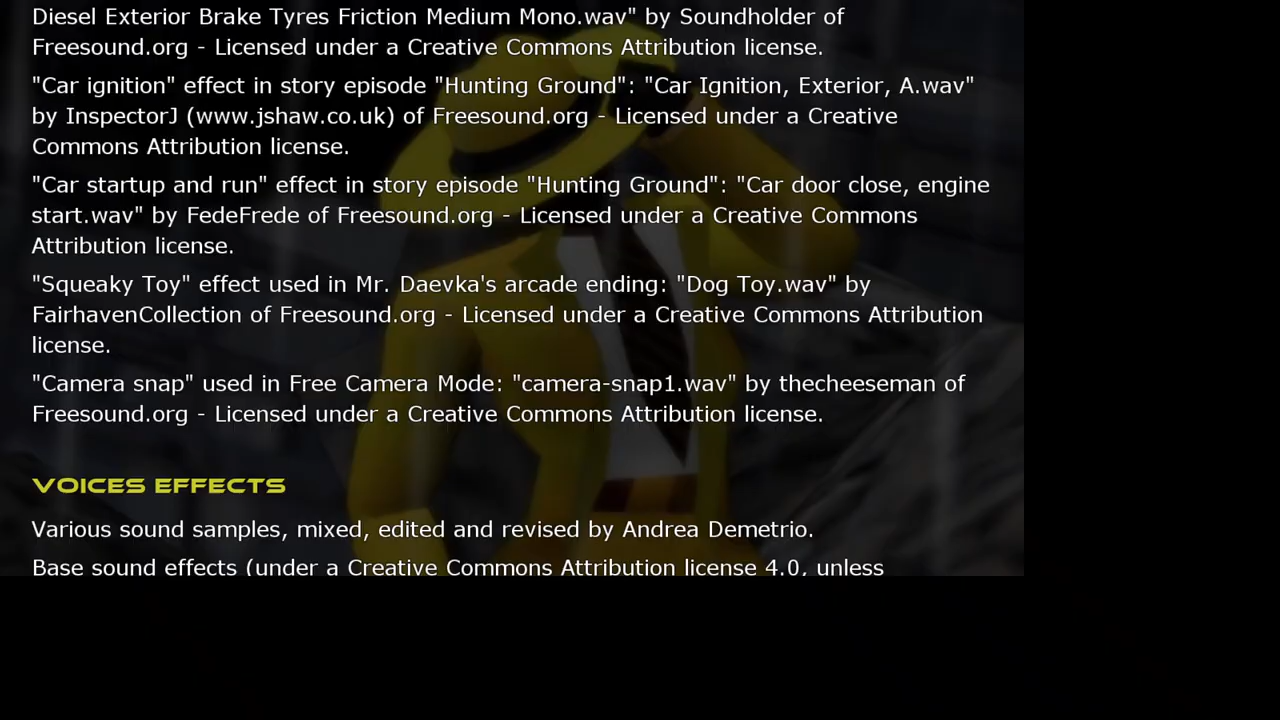 Diesel Exterior Brake Tyres Friction Medium Mono.wav" by Soundholder of
Freesound.org - Licensed under a Creative Commons Attribution license.
"Car ignition" effect in story episode "Hunting Ground": "Car Ignition, Exterior, A.wav"
by InspectorJ (www.jshaw.co.uk) of Freesound.org - Licensed under a Creative
Commons Attribution license.
"Car startup and run" effect in story episode "Hunting Ground": "Car door close, engine
start.wav" by FedeFrede of Freesound.org - Licensed under a Creative Commons
Attribution license.
"Squeaky Toy" effect used in Mr. Daevka's arcade ending: "Dog Toy.wav" by
FairhavenCollection of Freesound.org - Licensed under a Creative Commons Attribution
license.
"Camera snap" used in Free Camera Mode: "camera-snap1.wav" by thecheeseman of
Freesound.org - Licensed under a Creative Commons Attribution license.
VOICES EFFECTS
Various sound samples, mixed, edited and revised by Andrea Demetrio.
Base sound effects (under a Creative Commons Attribution license 4.0, unless